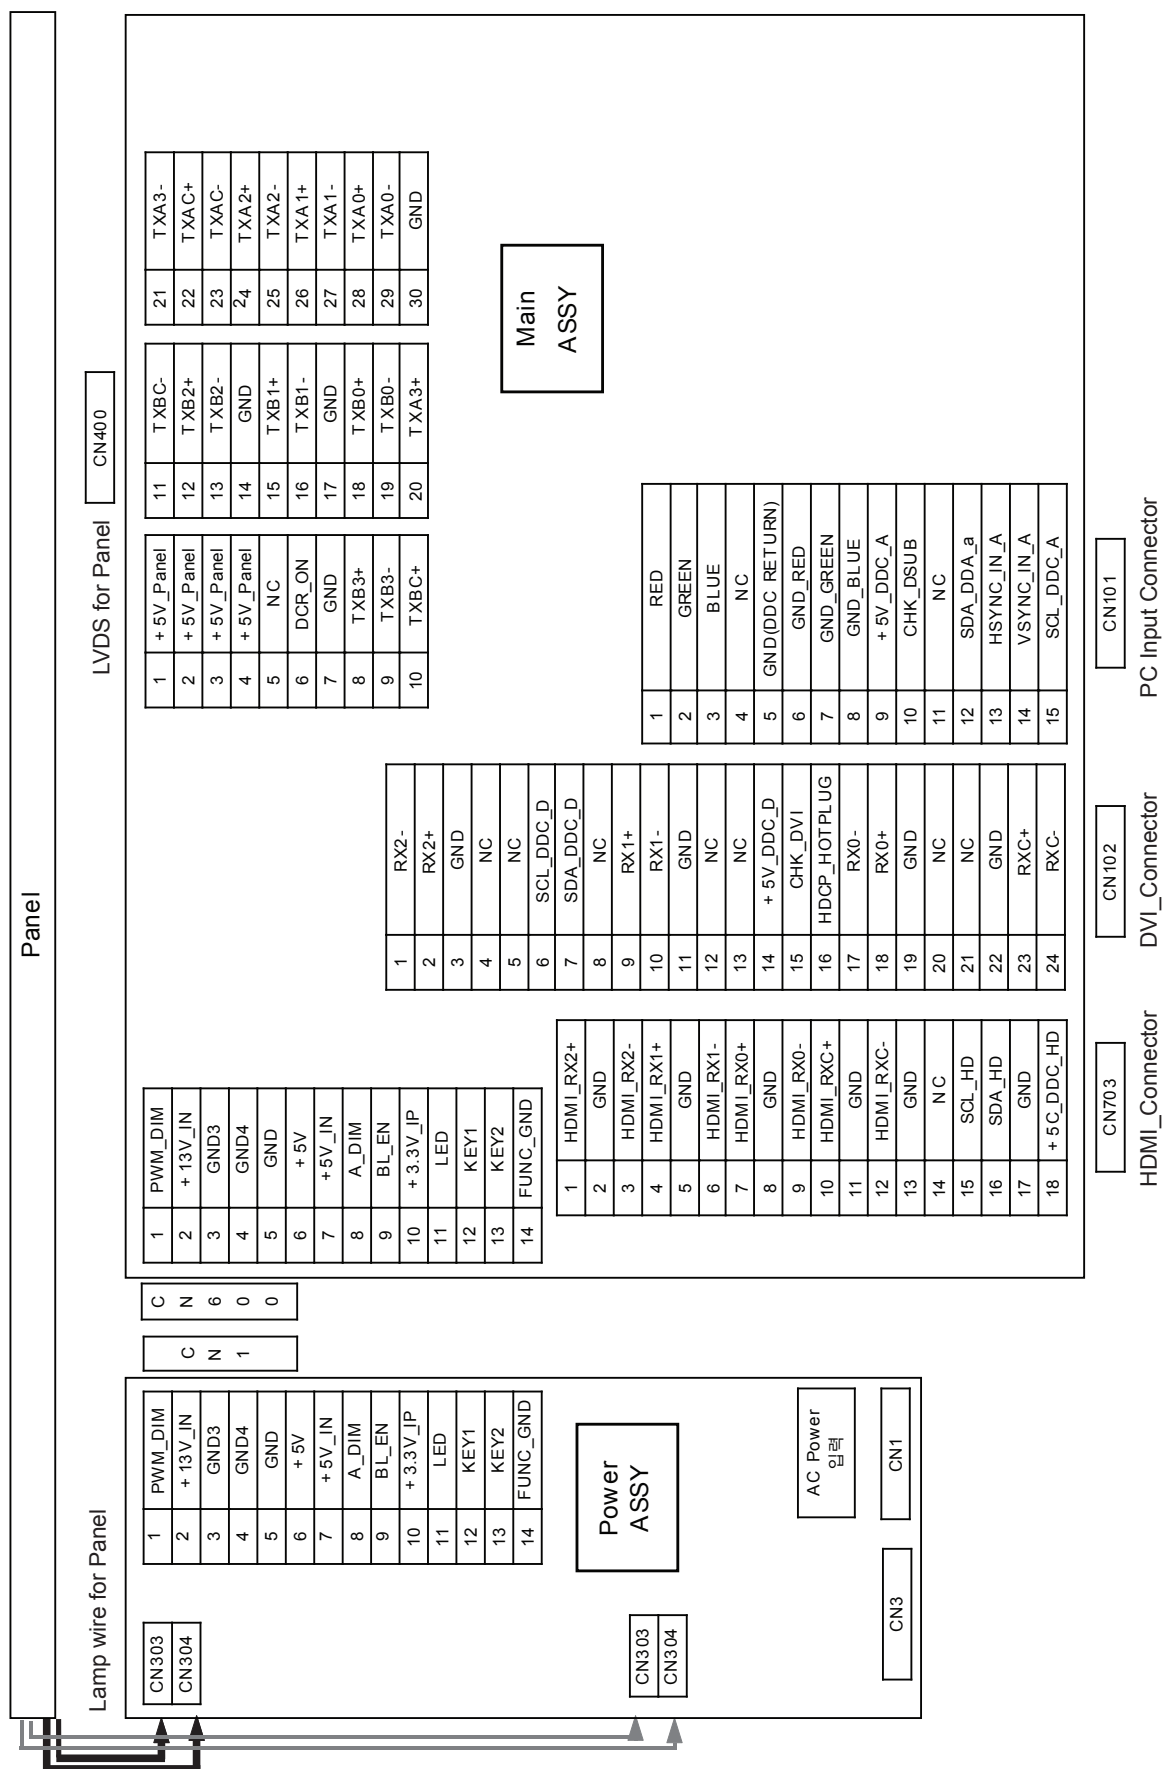 Panel
Lamp wire for Panel
CN303
CN304
1 PWM_DIM
2 +13V_IN
3 GND3
4 GND4
5 GND
6 +5V
7 +5V_IN
8 A_DIM
9 BL_EN
10 +3.3V_IP
11 LED
12 KEY1
13 KEY2
14 FUNC_GND
Power
ASSY
CN303
CN304
AC Power
입력
CN3
CN1
CN1
CN600
1 PWM_DIM
2 +13V_IN
3 GND3
4 GND4
5 GND
6 +5V
7 +5V_IN
8 A_DIM
9 BL_EN
10 +3.3V_IP
11 LED
12 KEY1
13 KEY2
14 FUNC_GND
LVDS for Panel
CN400
1 +5V_Panel
2 +5V_Panel
3 +5V_Panel
4 +5V_Panel
5 NC
6 DCR_ON
7 GND
8 TXB3+
9 TXB3-
10 TXBC+
11 TXBC-
12 TXB2+
13 TXB2-
14 GND
15 TXB1+
16 TXB1-
17 GND
18 TXB0+
19 TXB0-
20 TXA3+
21 TXA3-
22 TXAC+
23 TXAC-
24 TXA2+
25 TXA2-
26 TXA1+
27 TXA1-
28 TXA0+
29 TXA0-
30 GND
Main
ASSY
1 HDMI_RX2+
2 GND
3 HDMI_RX2-
4 HDMI_RX1+
5 GND
6 HDMI_RX1-
7 HDMI_RX0+
8 GND
9 HDMI_RX0-
10 HDMI_RXC+
11 GND
12 HDMI_RXC-
13 GND
14 NC
15 SCL_HD
16 SDA_HD
17 GND
18 +5C_DDC_HD
CN703
HDMI_Connector
1 RX2-
2 RX2+
3 GND
4 NC
5 NC
6 SCL_DDC_D
7 SDA_DDC_D
8 NC
9 RX1+
10 RX1-
11 GND
12 NC
13 NC
14 +5V_DDC_D
15 CHK_DVI
16 HDCP_HOTPLUG
17 RX0-
18 RX0+
19 GND
20 NC
21 NC
22 GND
23 RXC+
24 RXC-
CN102
DVI_Connector
1 RED
2 GREEN
3 BLUE
4 NC
5 GND(DDC RETURN)
6 GND_RED
7 GND_GREEN
8 GND_BLUE
9 +5V_DDC_A
10 CHK_DSUB
11 NC
12 SDA_DDA_a
13 HSYNC_IN_A
14 VSYNC_IN_A
15 SCL_DDC_A
CN101
PC Input Connector